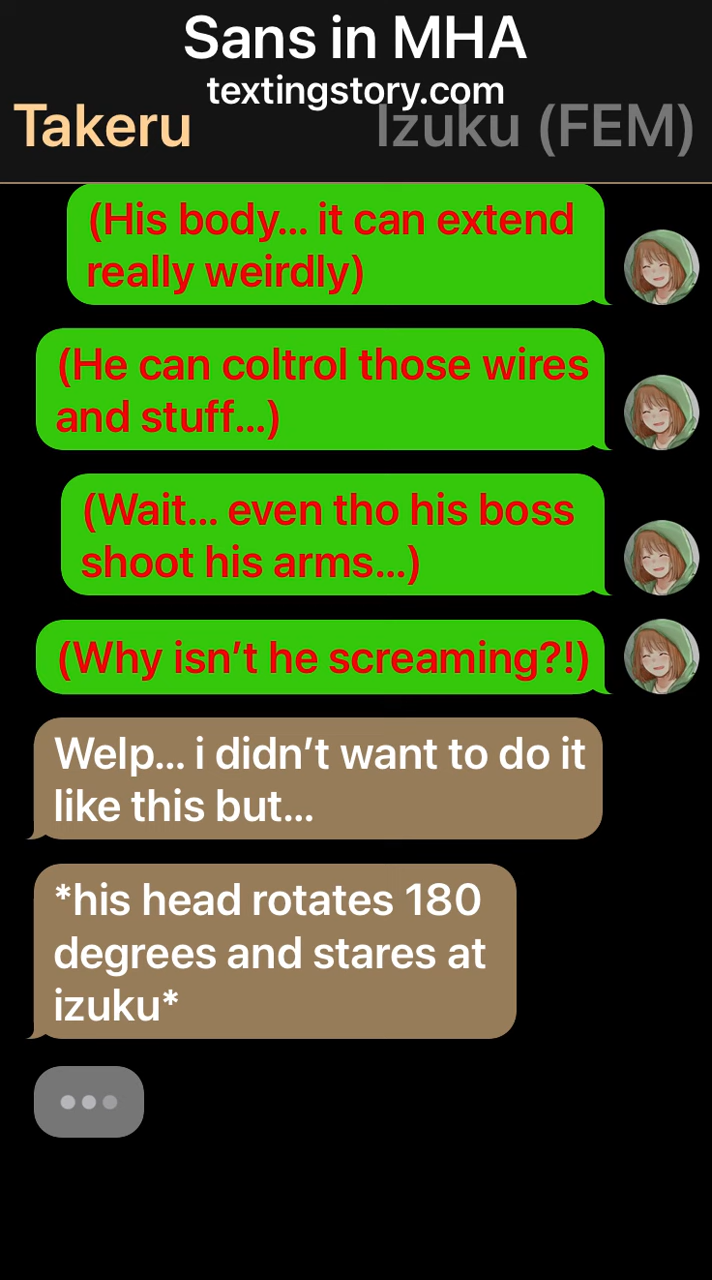 Sans in MHA
textingstory.com
Takeru
Izuku (FEM)
(His body... it can extend
really weirdly)
(He can coltrol those wires
and stuff...)
(Wait... even tho his boss
shoot his arms...)
(Why isn’t he screaming?!)
Welp... i didn’t want to do it
like this but...
*his head rotates 180
degrees and stares at
izuku*